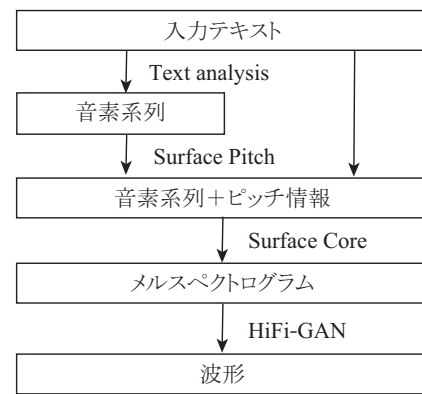 入力テキスト
Text analysis
音素系列
Surface Pitch
音素系列＋ピッチ情報
Surface Core
メルスペクトログラム
HiFi-GAN
波形